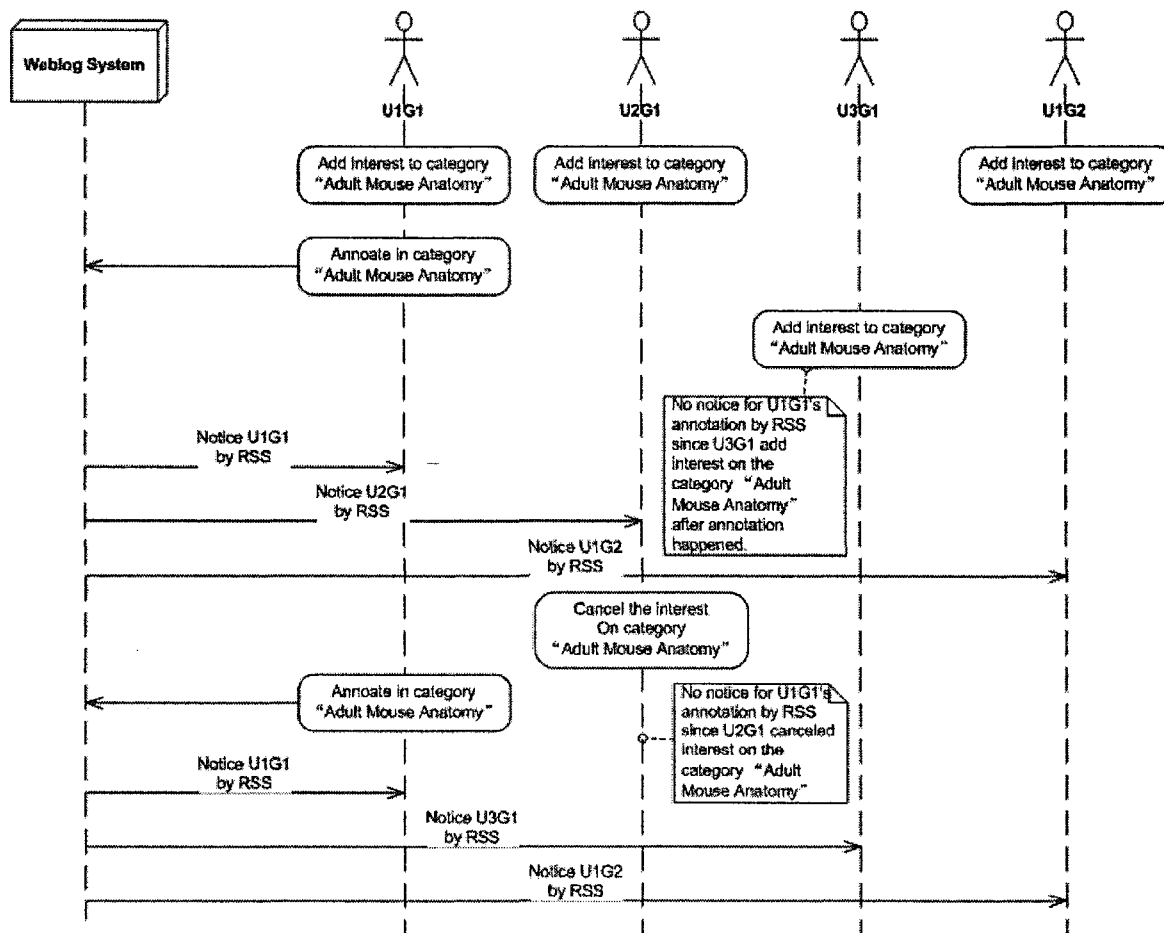 Weblog System
U1G1
U2G1
U3G1
U1G2
Add interest to category
“Adult Mouse Anatomy”
Add interest to category
“Adult Mouse Anatomy”
Add interest to category
“Adult Mouse Anatomy”
Annoate in category
“Adult Mouse Anatomy”
Add interest to category
“Adult Mouse Anatomy”
No notice for U1G1's
annotation by RSS
since U3G1 add
interest on the
category “Adult
Mouse Anatomy”
after annotation
happened.
Notice U1G1
by RSS
Notice U2G1
by RSS
Notice U1G2
by RSS
Cancel the interest
On category
“Adult Mouse Anatomy”
Annoate in category
“Adult Mouse Anatomy”
No notice for U1G1's
annotation by RSS
since U2G1 canceled
interest on the
category “Adult
Mouse Anatomy”
Notice U1G1
by RSS
Notice U3G1
by RSS
Notice U1G2
by RSS